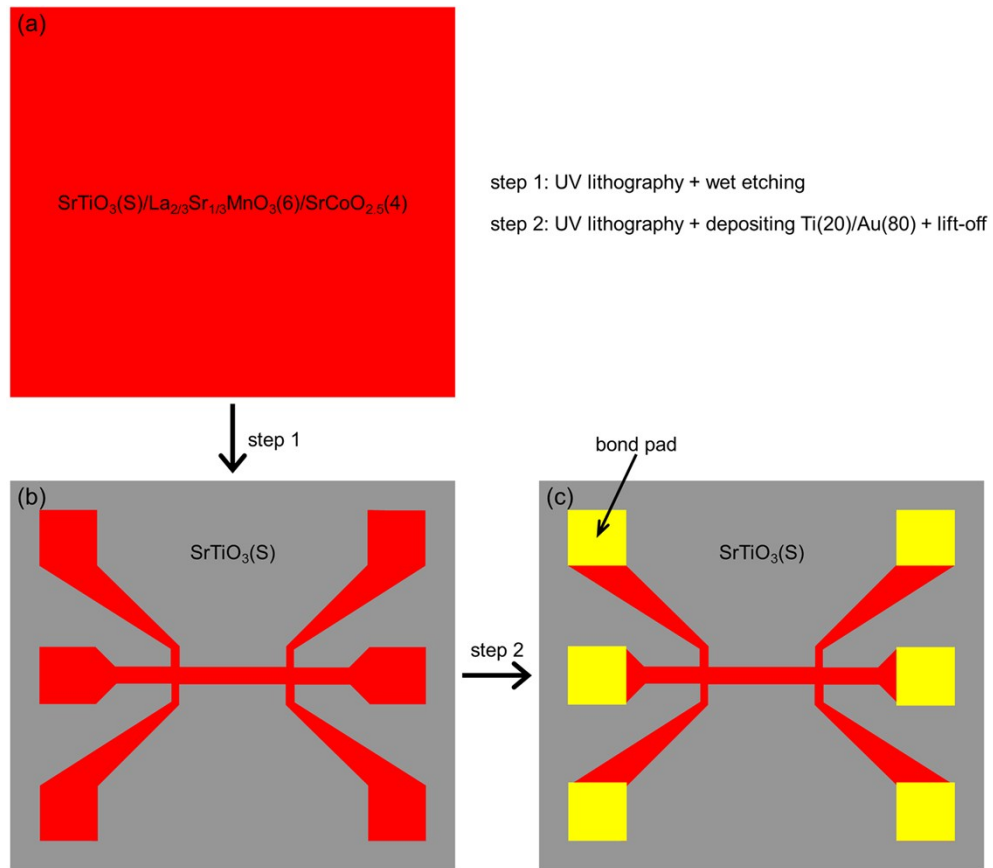 (a)
SrTiO₃(S)/La₂/₃Sr₁/₃MnO₃(6)/SrCoO₂.₅(4)
step 1: UV lithography + wet etching
step 2: UV lithography + depositing Ti(20)/Au(80) + lift-off
step 1
bond pad
(b)
SrTiO₃(S)
step 2
(c)
SrTiO₃(S)